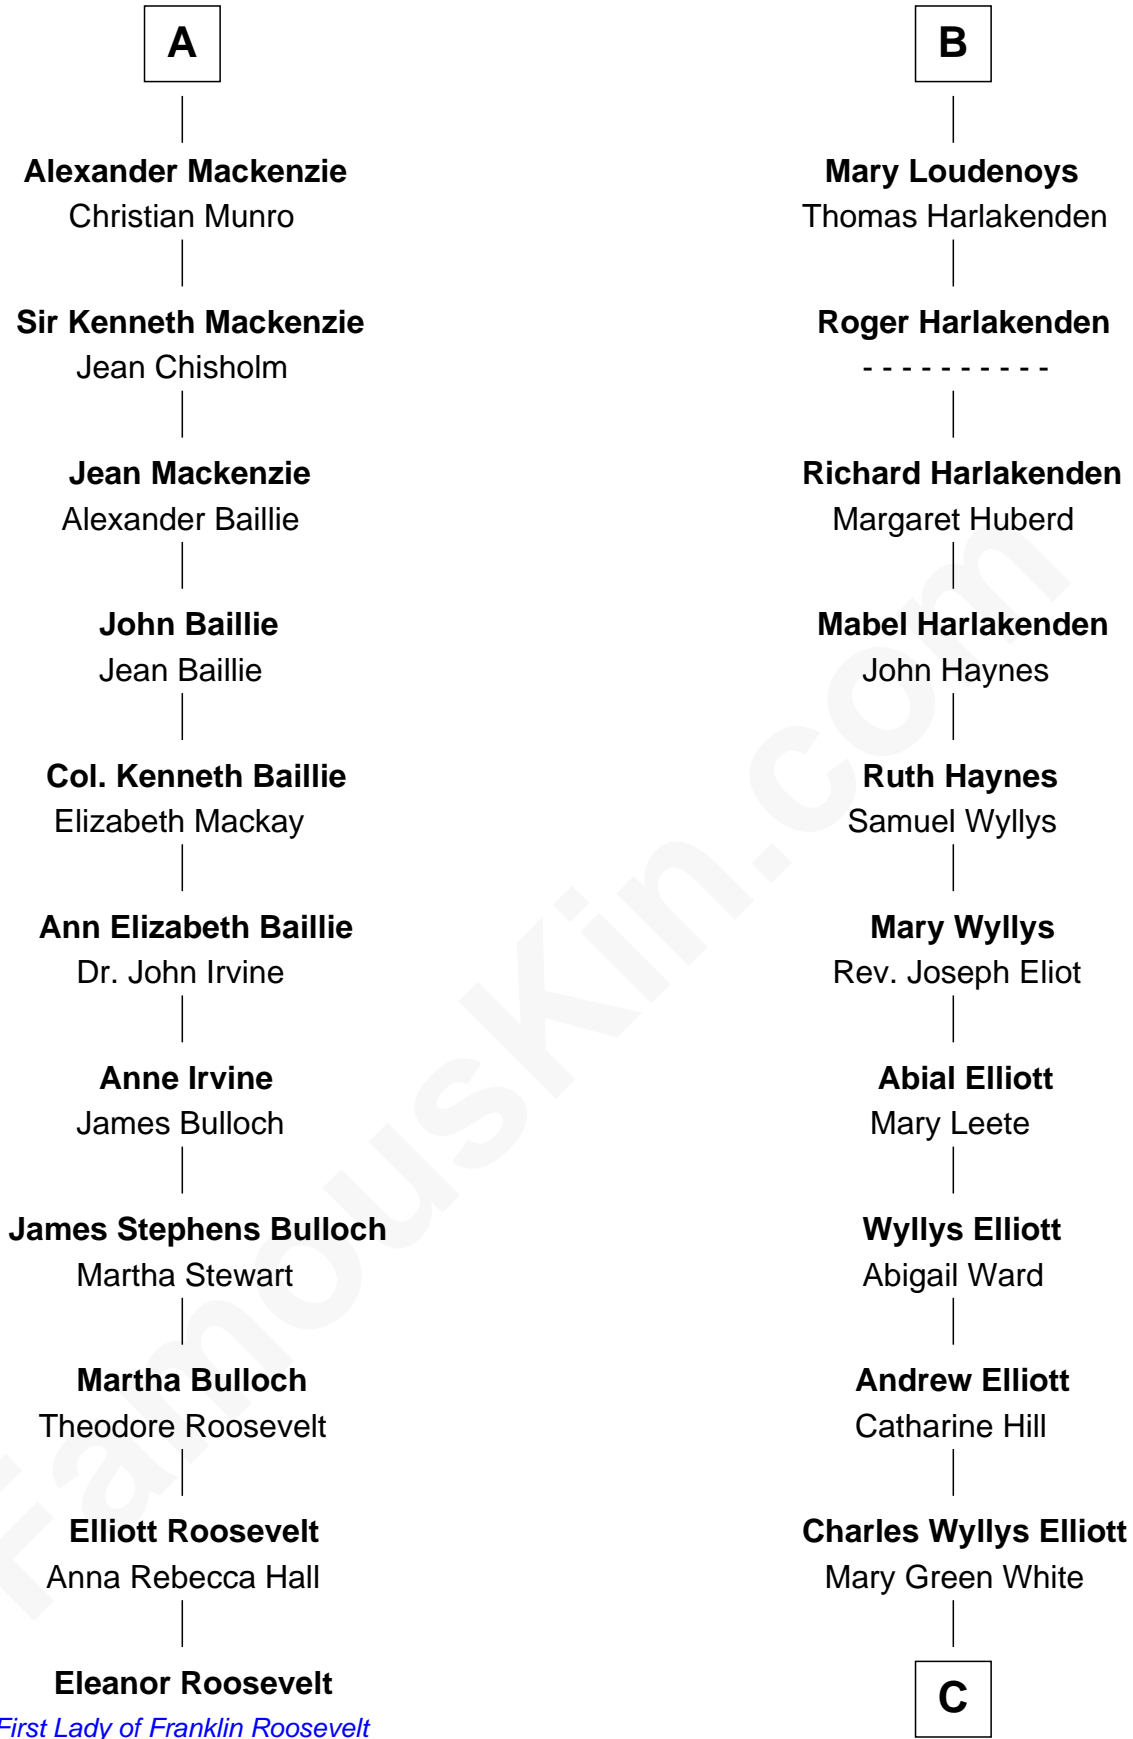 A
Alexander Mackenzie
Christian Munro
Sir Kenneth Mackenzie
Jean Chisholm
Jean Mackenzie
Alexander Baillie
John Baillie
Jean Baillie
Col. Kenneth Baillie
Elizabeth Mackay
Ann Elizabeth Baillie
Dr. John Irvine
Anne Irvine
James Bulloch
James Stephens Bulloch
Martha Stewart
Martha Bulloch
Theodore Roosevelt
Elliott Roosevelt
Anna Rebecca Hall
Eleanor Roosevelt
First Lady of Franklin Roosevelt
B
Mary Loudenoys
Thomas Harlakenden
Roger Harlakenden
- - - - - - - - - -
Richard Harlakenden
Margaret Huberd
Mabel Harlakenden
John Haynes
Ruth Haynes
Samuel Wyllys
Mary Wyllys
Rev. Joseph Eliot
Abial Elliott
Mary Leete
Wyllys Elliott
Abigail Ward
Andrew Elliott
Catharine Hill
Charles Wyllys Elliott
Mary Green White
C
FamousKin.com